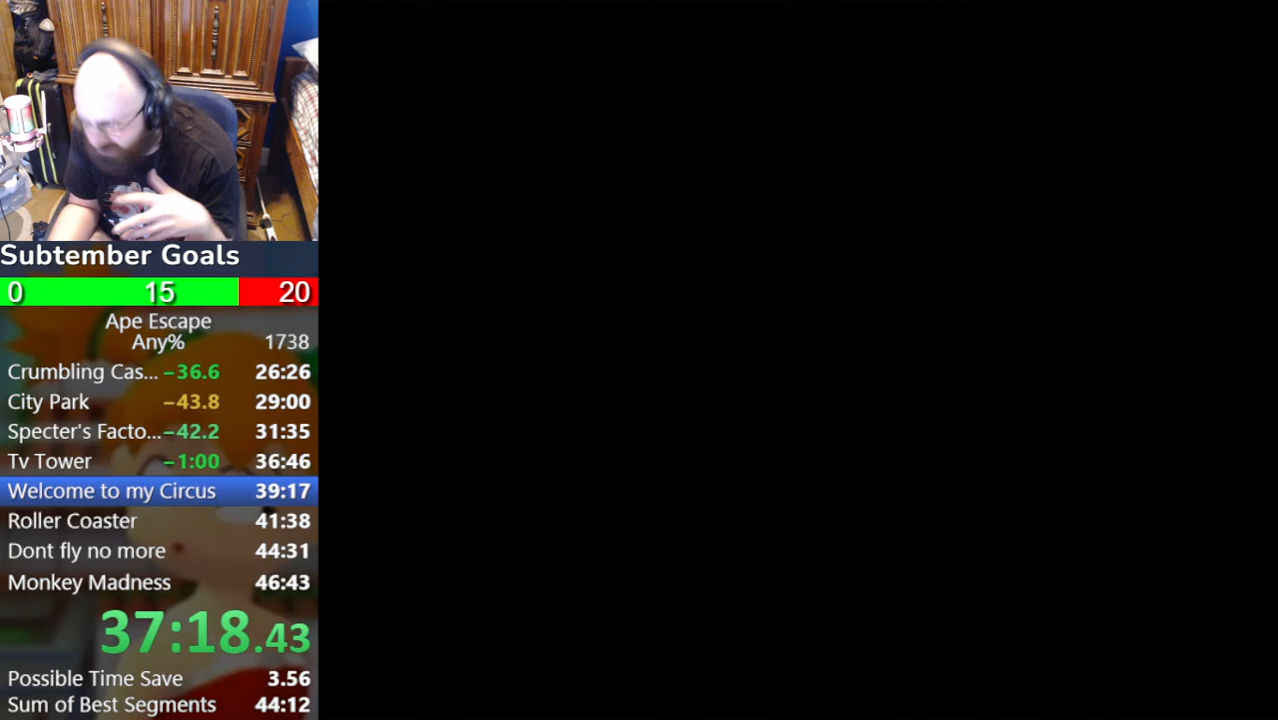 Subtember Goals
0 15 20
Ape Escape
Any% 1738
Crumbling Cas... −36.6 26:26
City Park −43.8 29:00
Specter's Facto... −42.2 31:35
Tv Tower −1:00 36:46
Welcome to my Circus 39:17
Roller Coaster 41:38
Dont fly no more 44:31
Monkey Madness 46:43
37:18.43
Possible Time Save 3.56
Sum of Best Segments 44:12